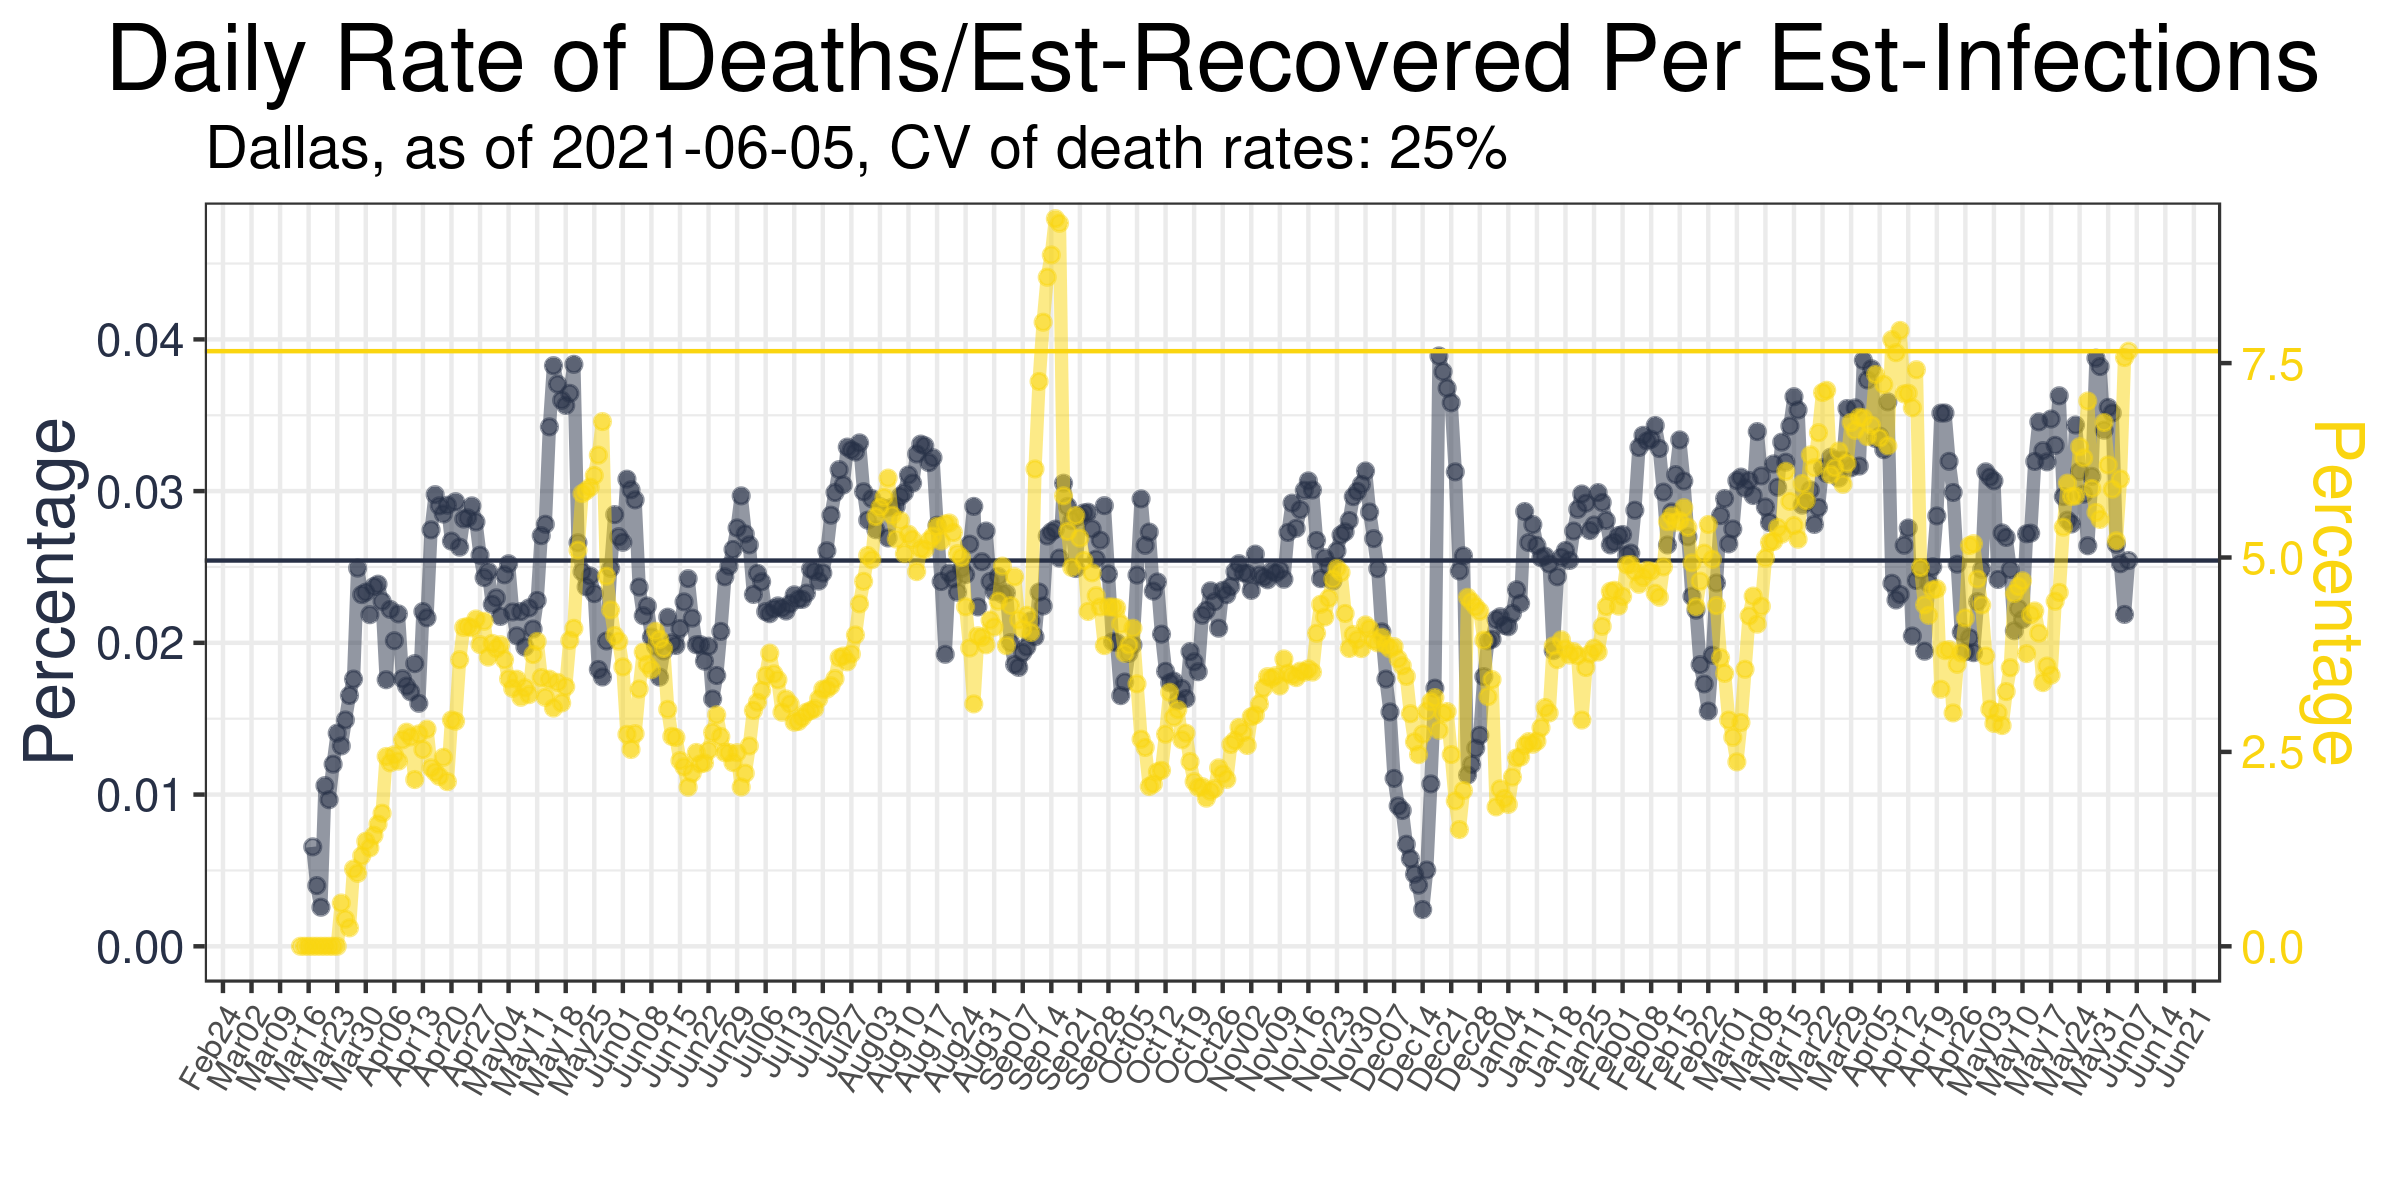 Daily Rate of Deaths/Est-Recovered Per Est-Infections
Dallas, as of 2021-06-05, CV of death rates: 25%
Percentage
0.04
0.03
0.02
0.01
0.00
7.5
5.0
2.5
0.0
Percentage
Feb24 Mar02 Mar09 Mar16 Mar23 Mar30 Apr06 Apr13 Apr20 Apr27 May04 May11 May18 May25 Jun01 Jun08 Jun15 Jun22 Jun29 Jul06 Jul13 Jul20 Jul27 Aug03 Aug10 Aug17 Aug24 Aug31 Sep07 Sep14 Sep21 Sep28 Oct05 Oct12 Oct19 Oct26 Nov02 Nov09 Nov16 Nov23 Nov30 Dec07 Dec14 Dec21 Dec28 Jan04 Jan11 Jan18 Jan25 Feb01 Feb08 Feb15 Feb22 Mar01 Mar08 Mar15 Mar22 Mar29 Apr05 Apr12 Apr19 Apr26 May03 May10 May17 May24 May31 Jun07 Jun14 Jun21